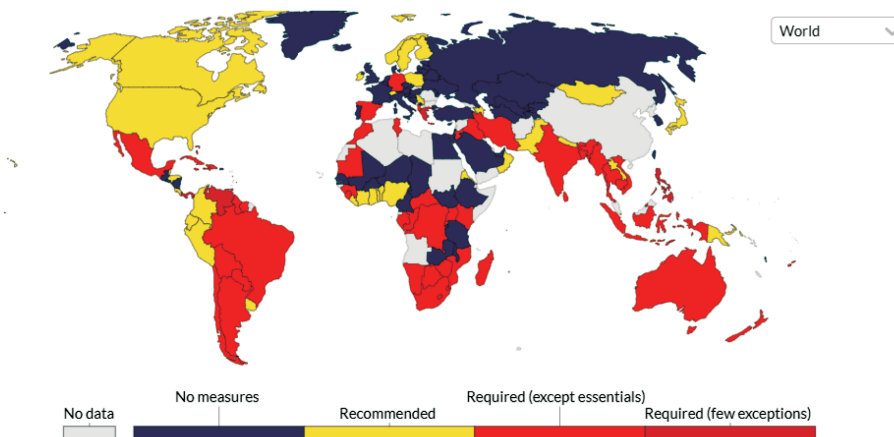 World
No measures
Required (except essentials)
No data
Recommended
Required (few exceptions)